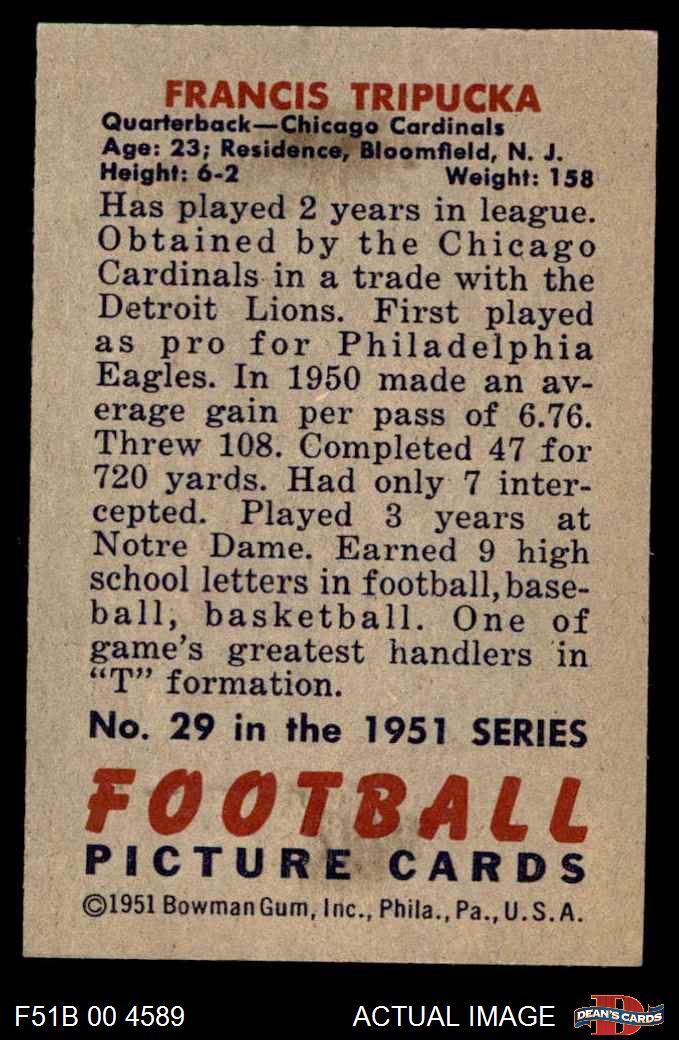 FRANCIS TRIPUCKA
Quarterback—Chicago Cardinals
Age: 23; Residence, Bloomfield, N. J.
Height: 6-2 Weight: 158
Has played 2 years in league.
Obtained by the Chicago
Cardinals in a trade with the
Detroit Lions. First played
as pro for Philadelphia
Eagles. In 1950 made an av-
erage gain per pass of 6.76.
Threw 108. Completed 47 for
720 yards. Had only 7 inter-
cepted. Played 3 years at
Notre Dame. Earned 9 high
school letters in football, base-
ball, basketball. One of
game's greatest handlers in
"T" formation.
No. 29 in the 1951 SERIES
FOOTBALL
PICTURE CARDS
©1951 Bowman Gum, Inc., Phila., Pa., U.S.A.
F51B 00 4589 ACTUAL IMAGE D DEAN'S CARDS